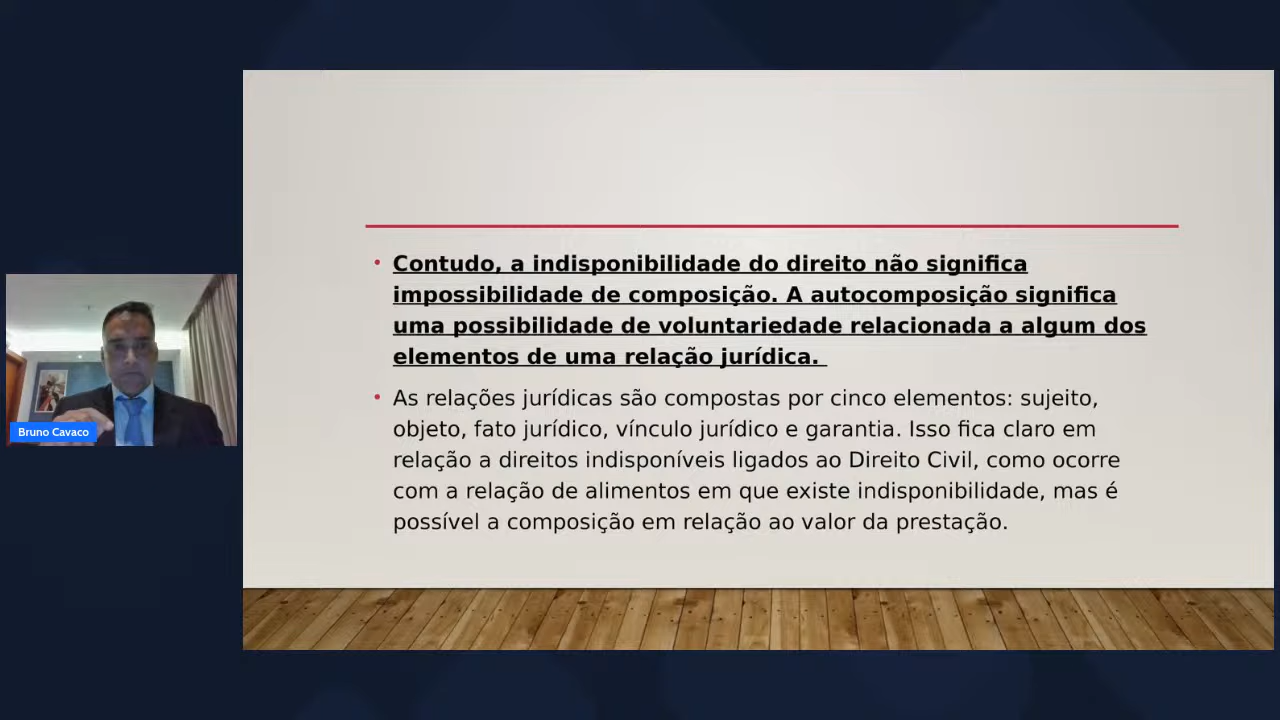 • Contudo, a indisponibilidade do direito não significa
impossibilidade de composição. A autocomposição significa
uma possibilidade de voluntariedade relacionada a algum dos
elementos de uma relação jurídica.
• As relações jurídicas são compostas por cinco elementos: sujeito,
objeto, fato jurídico, vínculo jurídico e garantia. Isso fica claro em
relação a direitos indisponíveis ligados ao Direito Civil, como ocorre
com a relação de alimentos em que existe indisponibilidade, mas é
possível a composição em relação ao valor da prestação.
Bruno Cavaco